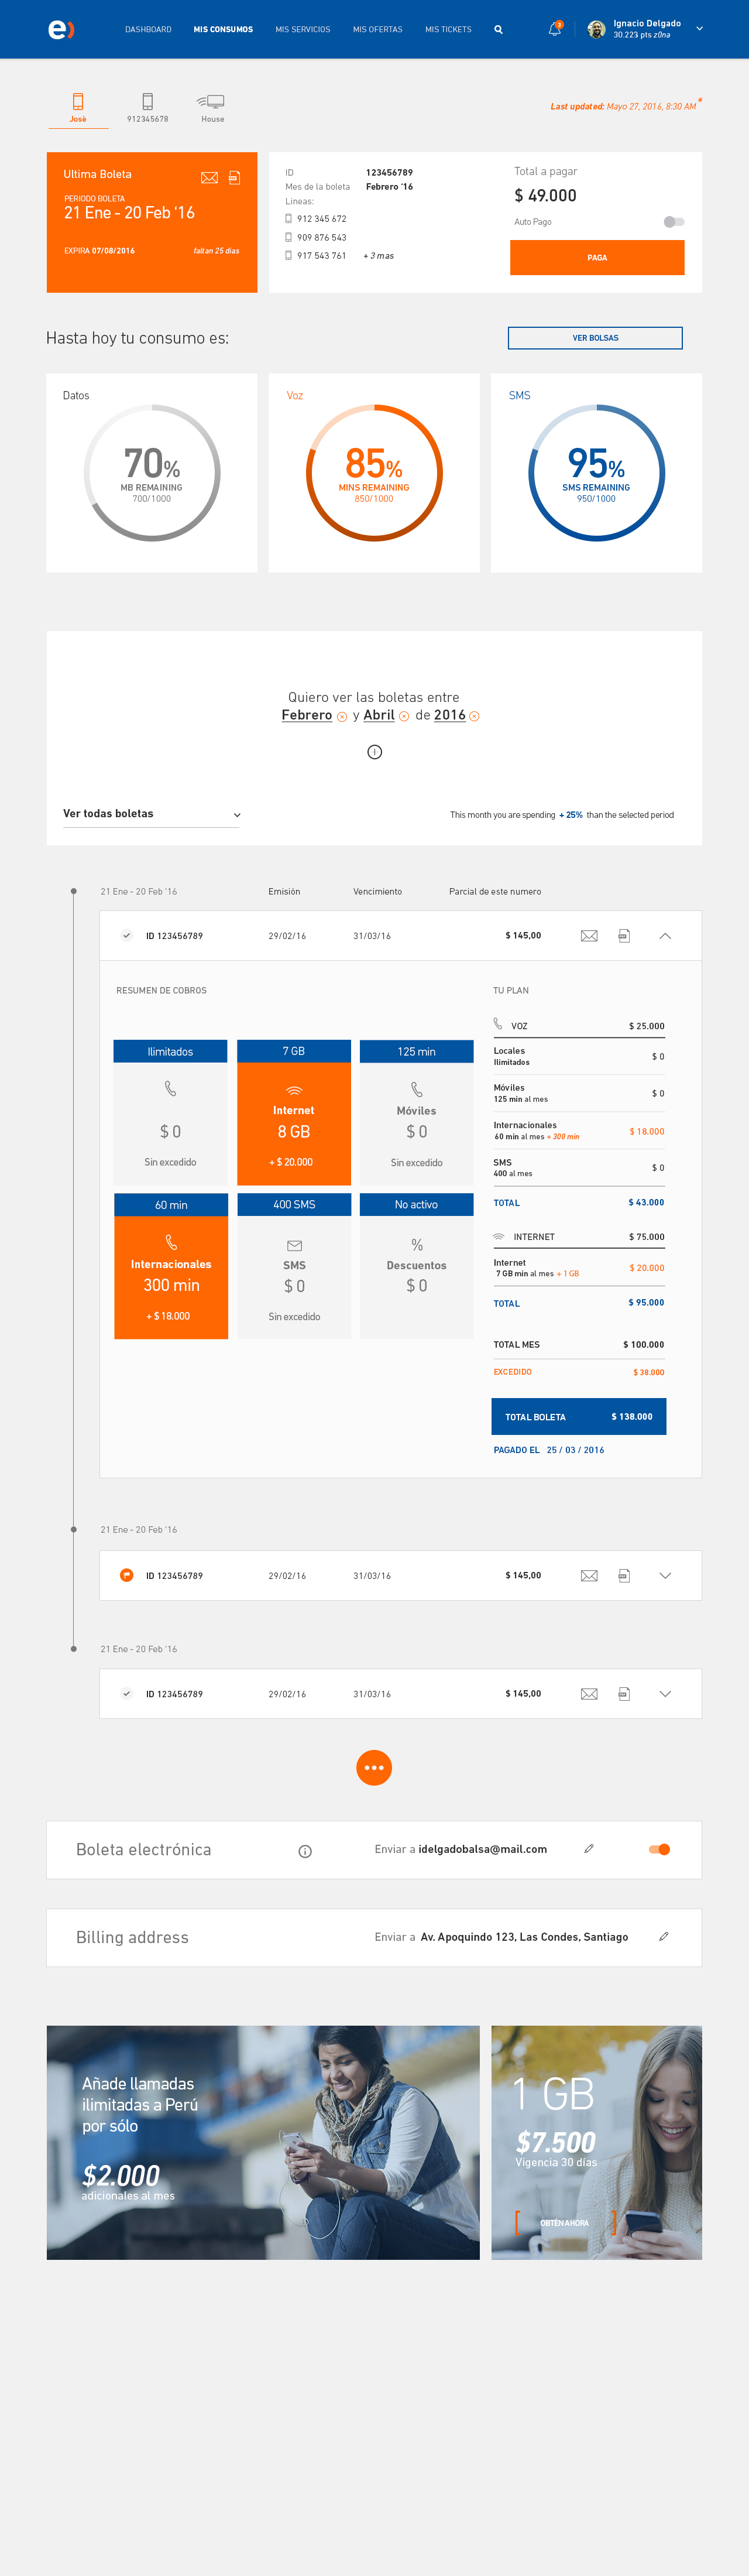 e)
DASHBOARD MIS CONSUMOS MIS SERVICIOS MIS OFERTAS MIS TICKETS
3
Ignacio Delgado
30.223 pts z0na
Josè 912345678 House
Last updated: Mayo 27, 2016, 8:30 AM *
Ultima Boleta
PERIODO BOLETA
21 Ene - 20 Feb ‘16
EXPIRA 07/08/2016 faltan 25 días
ID 123456789
Mes de la boleta Febrero ‘16
Lineas:
912 345 672
909 876 543
917 543 761 + 3 mas
Total a pagar
$ 49.000
Auto Pago
PAGA
Hasta hoy tu consumo es:
VER BOLSAS
Datos
70%
MB REMAINING
700/1000
Voz
85%
MINS REMAINING
850/1000
SMS
95%
SMS REMAINING
950/1000
Quiero ver las boletas entre
Febrero y Abril de 2016
Ver todas boletas
This month you are spending + 25% than the selected period
21 Ene - 20 Feb ‘16 Emisión Vencimiento Parcial de este numero
ID 123456789 29/02/16 31/03/16 $ 145,00
RESUMEN DE COBROS
Ilimitados
$ 0
Sin excedido
7 GB
Internet
8 GB
+ $ 20.000
125 min
Móviles
$ 0
Sin excedido
60 min
Internacionales
300 min
+ $ 18.000
400 SMS
SMS
$ 0
Sin excedido
No activo
%
Descuentos
$ 0
TU PLAN
VOZ $ 25.000
Locales
Ilimitados
$ 0
Móviles
125 min al mes
$ 0
Internacionales
60 min al mes + 300 min
$ 18.000
SMS
400 al mes
$ 0
TOTAL $ 43.000
INTERNET $ 75.000
Internet
7 GB min al mes + 1 GB
$ 20.000
TOTAL $ 95.000
TOTAL MES $ 100.000
EXCEDIDO $ 38.000
TOTAL BOLETA $ 138.000
PAGADO EL 25 / 03 / 2016
21 Ene - 20 Feb ‘16
ID 123456789 29/02/16 31/03/16 $ 145,00
21 Ene - 20 Feb ‘16
ID 123456789 29/02/16 31/03/16 $ 145,00
Boleta electrónica Enviar a idelgadobalsa@mail.com
Billing address Enviar a Av. Apoquindo 123, Las Condes, Santiago
Añade llamadas
ilimitadas a Perú
por sólo
$2.000
adicionales al mes
1 GB
$7.500
Vigencia 30 días
[ OBTÉN AHORA ]